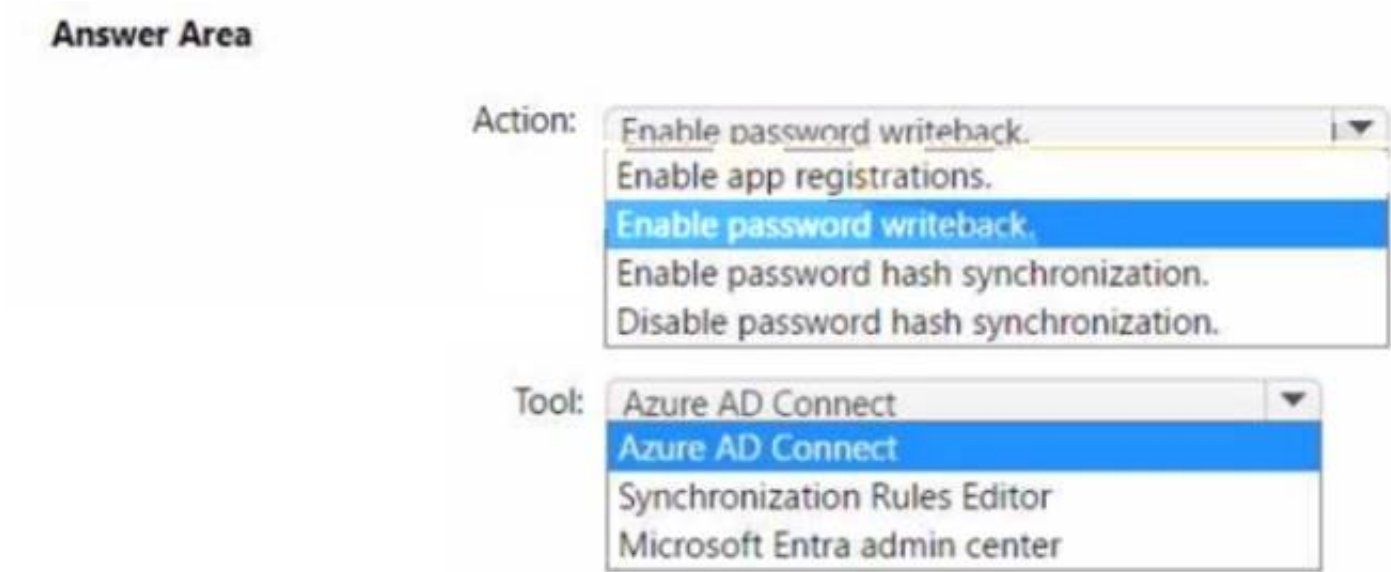 Answer Area
Action: Enable password writeback.
Enable app registrations.
Enable password writeback.
Enable password hash synchronization.
Disable password hash synchronization.
Tool: Azure AD Connect
Azure AD Connect
Synchronization Rules Editor
Microsoft Entra admin center